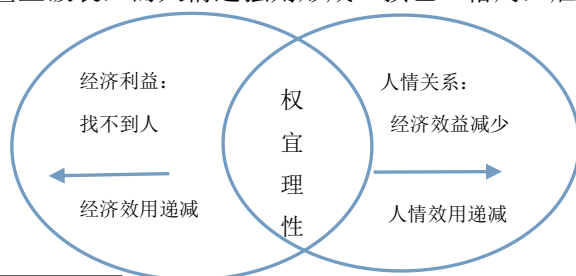 经济利益：
找不到人
经济效用递减
权
宜
理
性
人情关系：
经济效益减少
人情效用递减